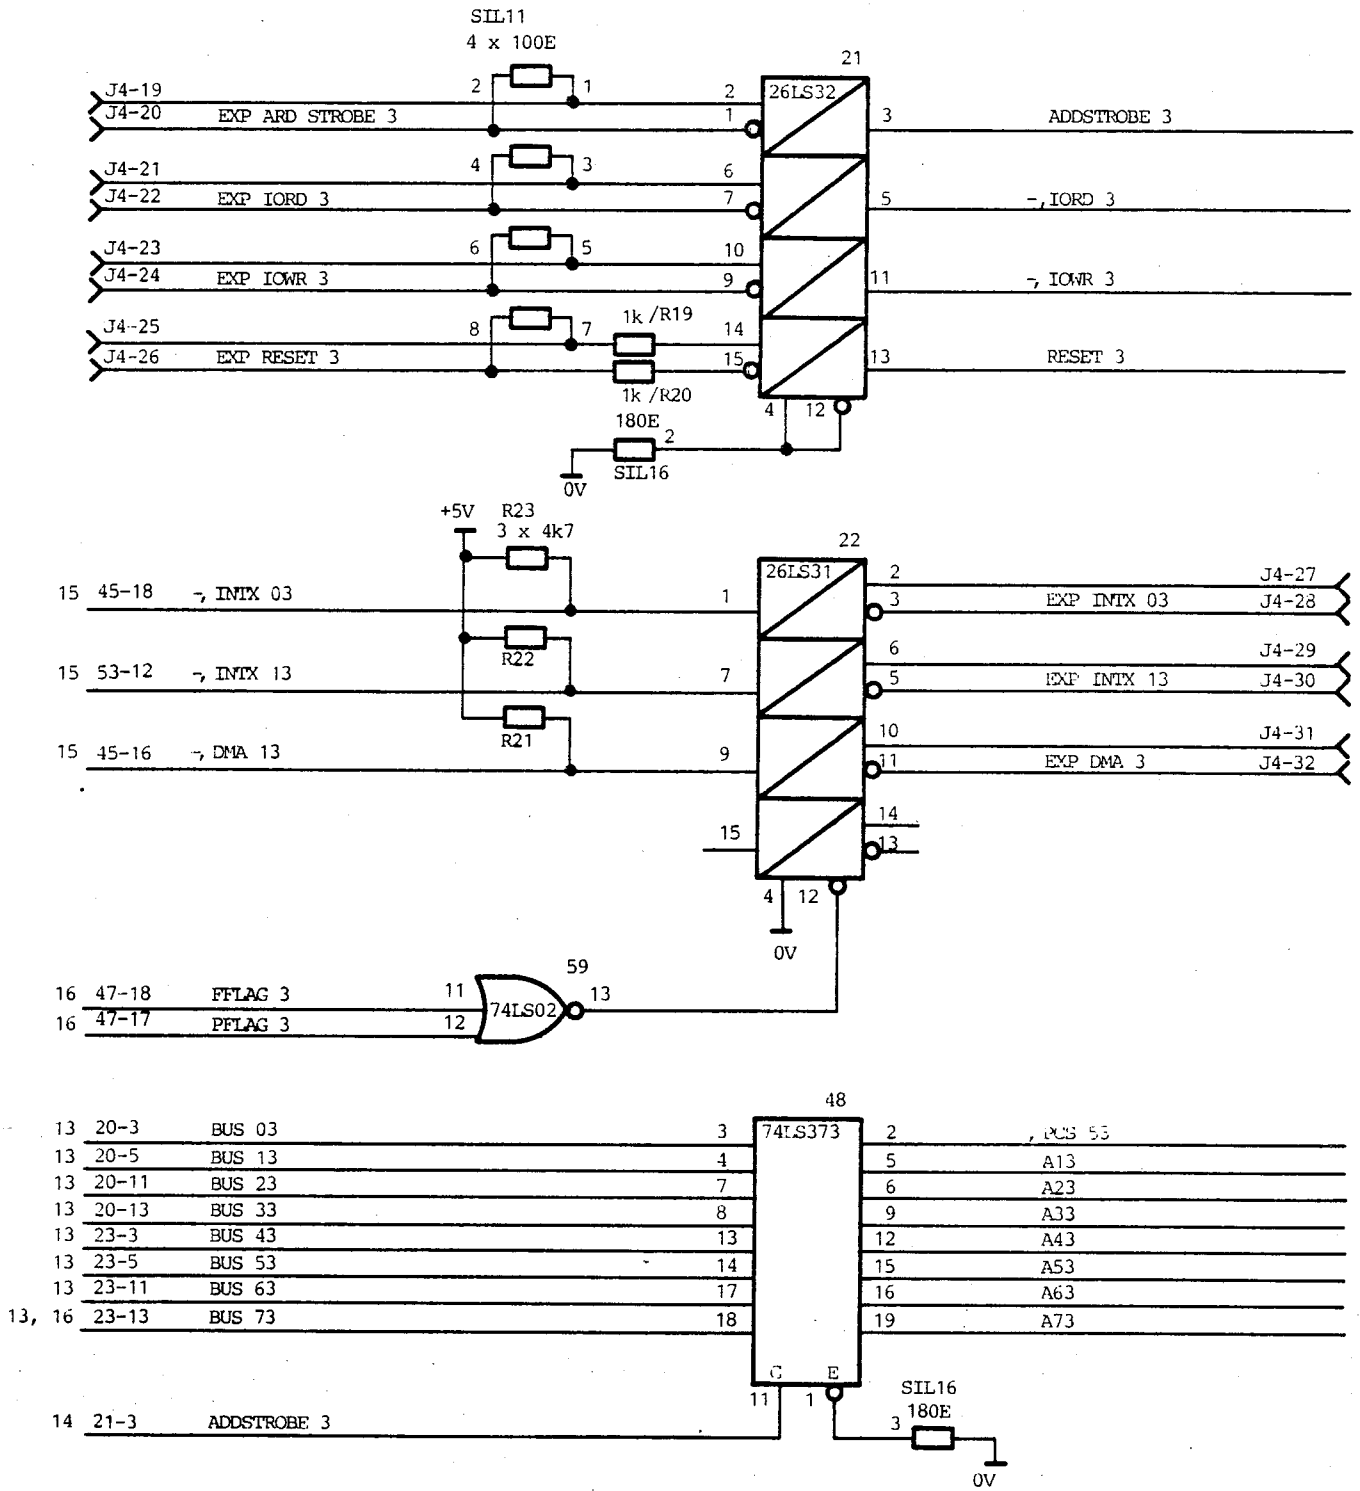 SIL11
4 x 100E
21
J4-19 2 1 2 26LS32
J4-20 EXP ARD STROBE 3 1 3 ADDSTROBE 3
J4-21 4 3 6
J4-22 EXP IORD 3 7 5 ¬, IORD 3
J4-23 6 5 10
J4-24 EXP IOWR 3 9 11 ¬, IOWR 3
J4-25 8 7 1k /R19 14
J4-26 EXP RESET 3 15 13 RESET 3
1k /R20 4 12
180E
2
SIL16
0V
+5V R23
3 x 4k7
22
26LS31 2 J4-27
15 45-18 ¬, INTX 03 1 3 EXP INTX 03 J4-28
R22 6 J4-29
15 53-12 ¬, INTX 13 7 5 EXP INTX 13 J4-30
R21 10 J4-31
15 45-16 ¬, DMA 13 9 11 EXP DMA 3 J4-32
15 14
13
4 12
0V
59
16 47-18 FFLAG 3 11 74LS02 13
16 47-17 PFLAG 3 12
48
74LS373
13 20-3 BUS 03 3 2 , PCS 53
13 20-5 BUS 13 4 5 A13
13 20-11 BUS 23 7 6 A23
13 20-13 BUS 33 8 9 A33
13 23-3 BUS 43 13 12 A43
13 23-5 BUS 53 14 15 A53
13 23-11 BUS 63 17 16 A63
13, 16 23-13 BUS 73 18 19 A73
C E
11 1 SIL16
180E
14 21-3 ADDSTROBE 3 3
0V